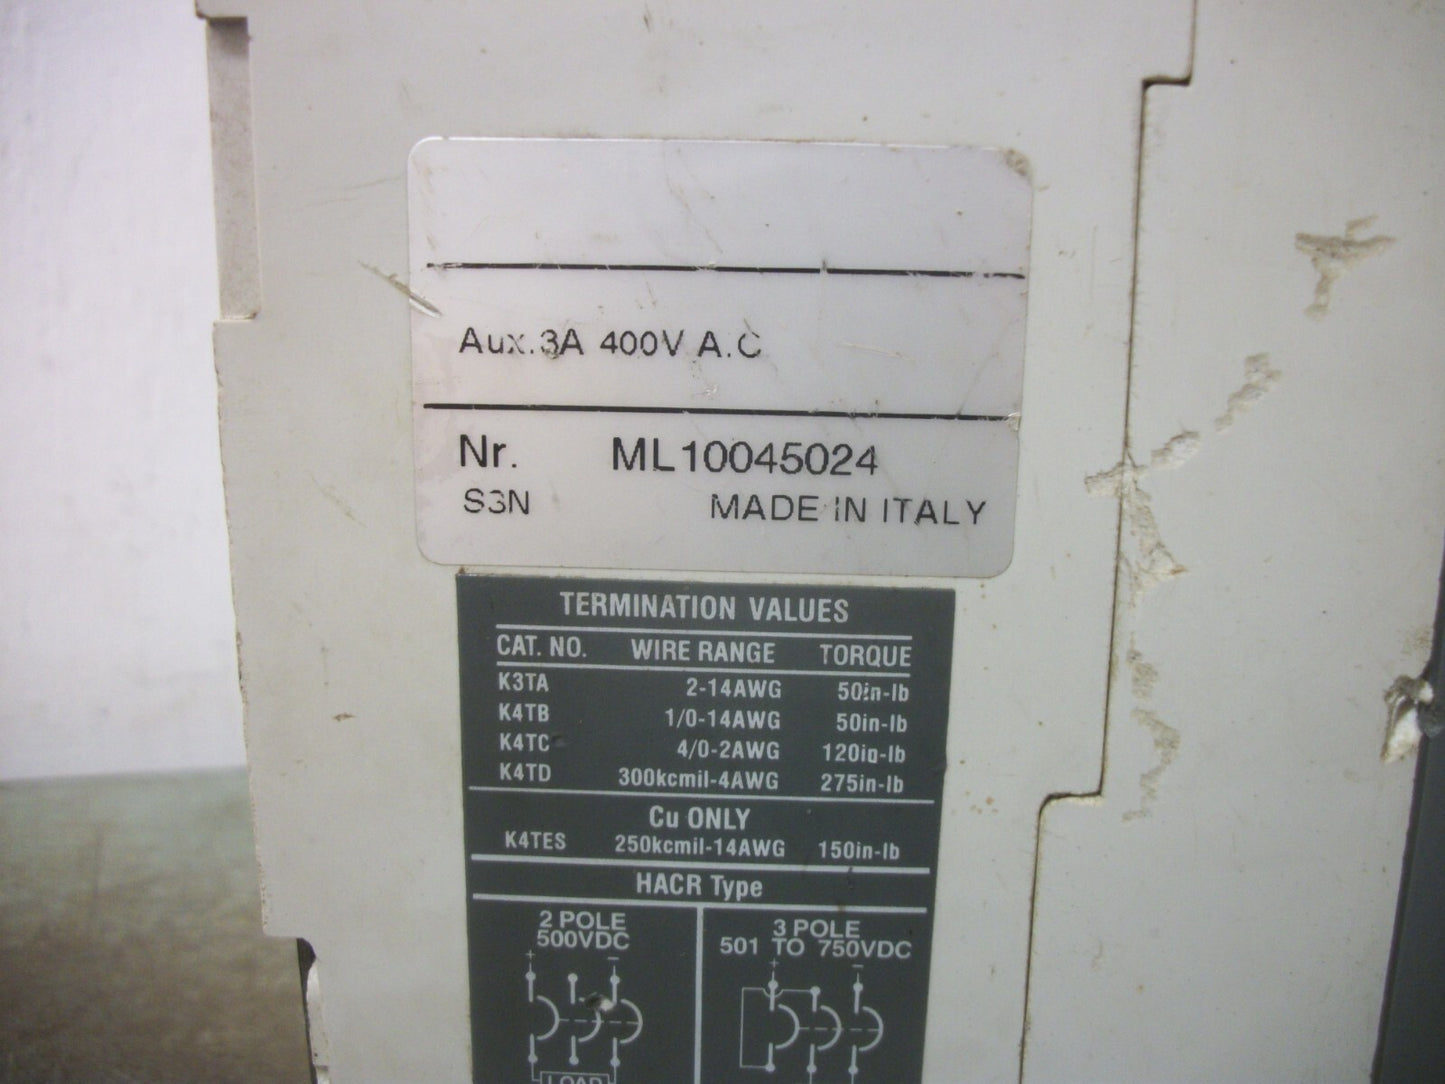 Aux.3A 400V A.C
Nr. ML10045024
S3N MADE IN ITALY
TERMINATION VALUES
CAT. NO. WIRE RANGE TORQUE
K3TA 2-14AWG 50in-lb
K4TB 1/0-14AWG 50in-lb
K4TC 4/0-2AWG 120in-lb
K4TD 300kcmil-4AWG 275in-lb
Cu ONLY
K4TES 250kcmil-14AWG 150in-lb
HACR Type
2 POLE
500VDC
3 POLE
501 TO 750VDC
+ −
+ −
LOAD